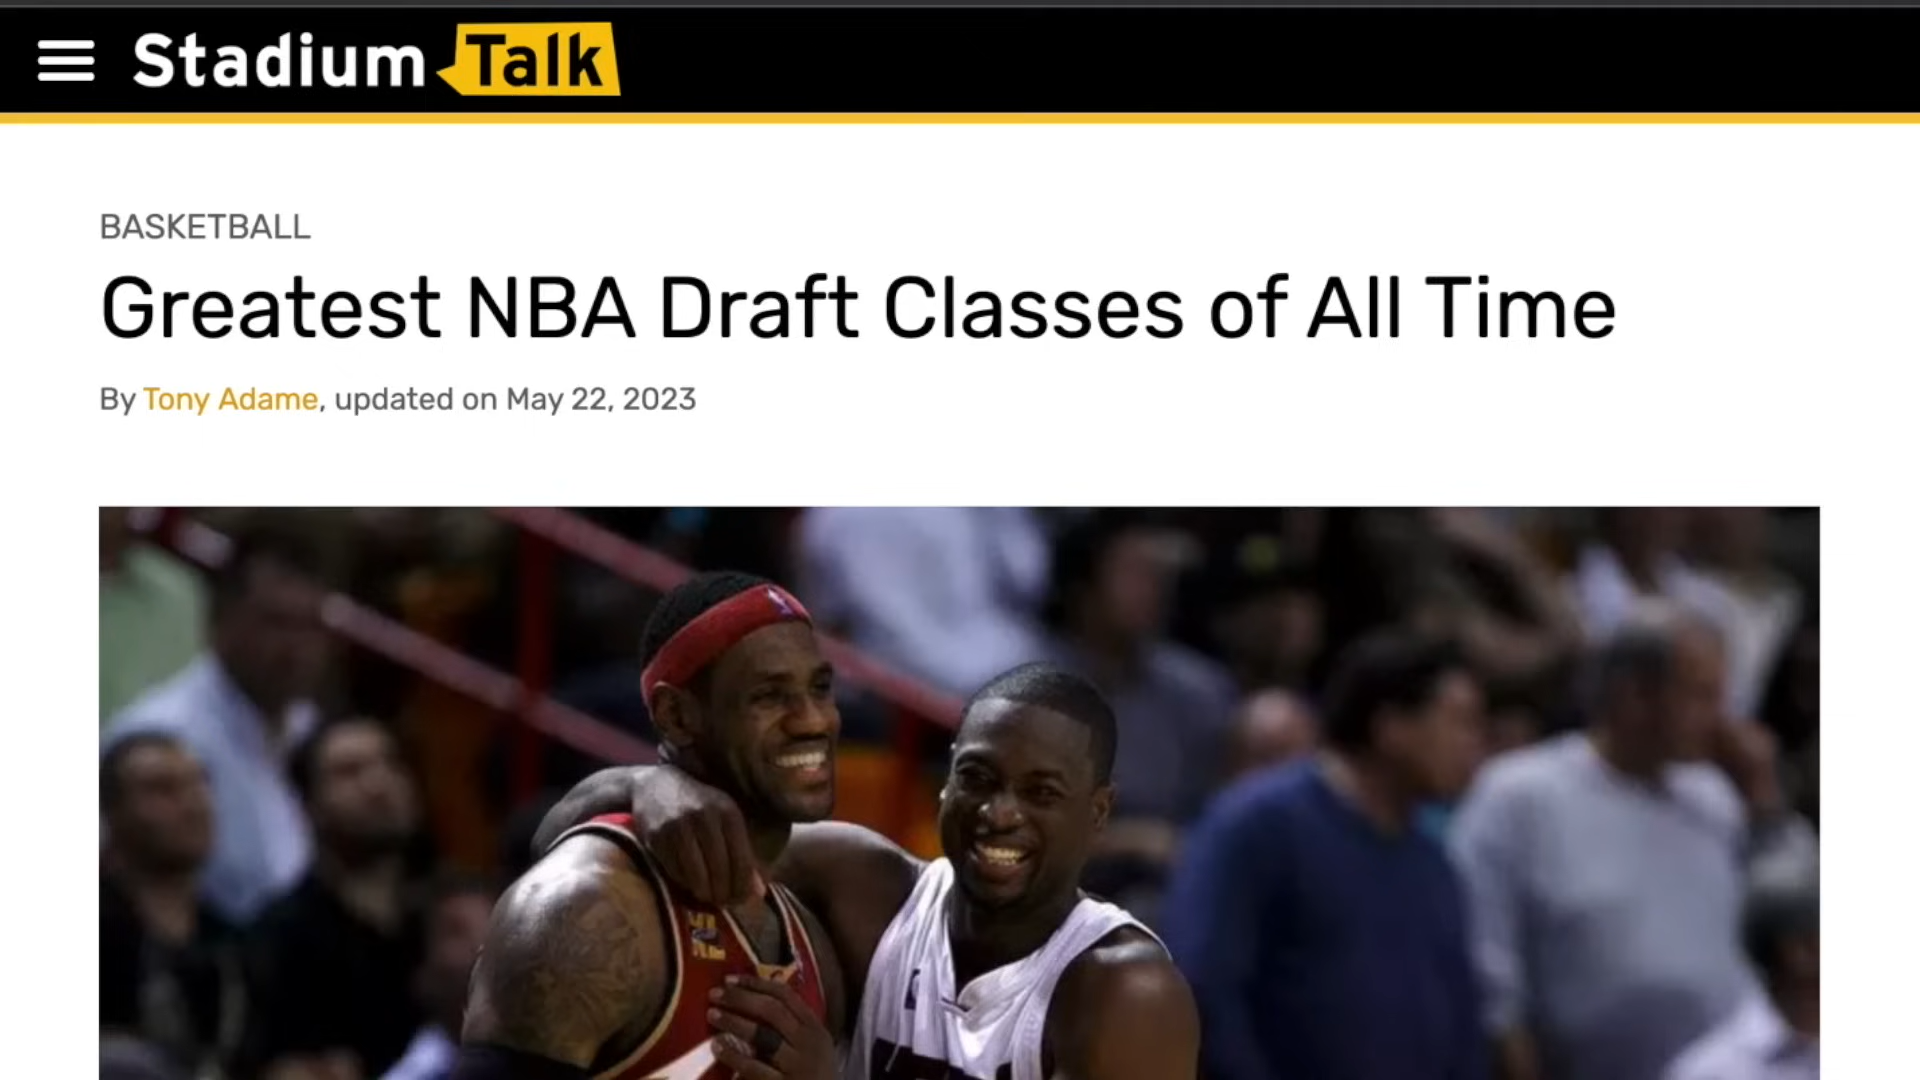 Stadium Talk
BASKETBALL
Greatest NBA Draft Classes of All Time
By Tony Adame, updated on May 22, 2023